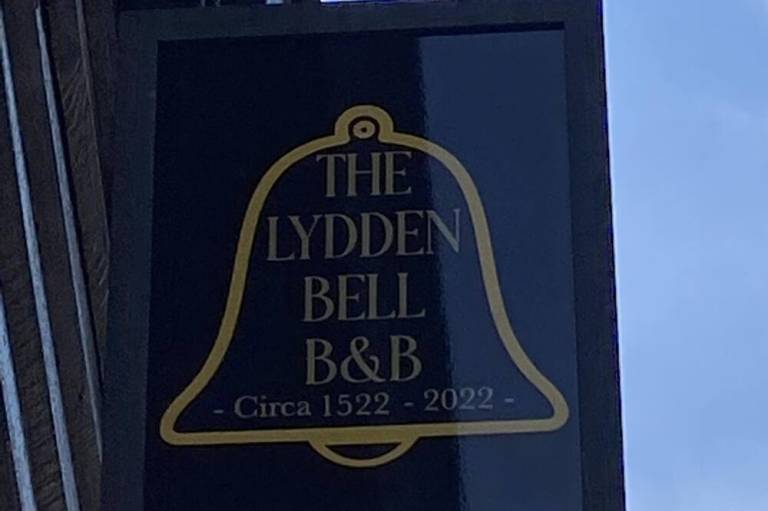 THE
LYDDEN
BELL
B&B
- Circa 1522 - 2022 -